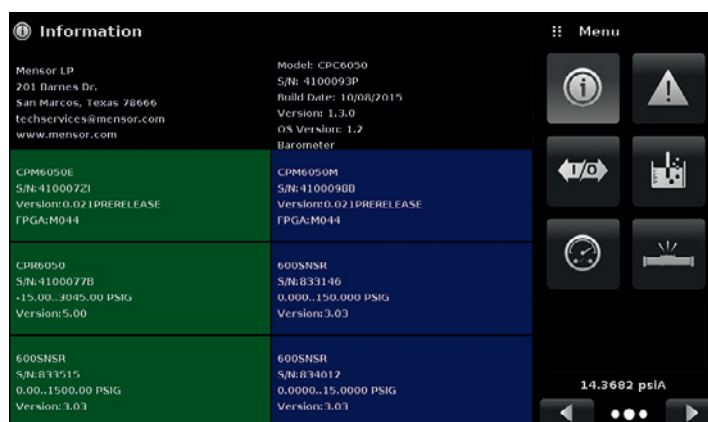 Information
Mensor LP
201 Barnes Dr.
San Marcos, Texas 78666
techservices@mensor.com
www.mensor.com
Model: CPC6050
S/N: 4100093P
Build Date: 10/08/2015
Version: 1.3.0
OS Version: 1.2
Barometer
CPM6050E
S/N:4100072I
Version:0.021PRERELEASE
FPGA:M044
CPM6050M
S/N:4100098B
Version:0.021PRERELEASE
FPGA:M044
CPR6050
S/N:4100077B
-15.00..3045.00 PSIG
Version:5.00
600SNSR
S/N:833146
0.000..150.000 PSIG
Version:3.03
600SNSR
S/N:833515
0.00..1500.00 PSIG
Version:3.03
600SNSR
S/N:834012
0.0000..15.0000 PSIG
Version:3.03
Menu
I/O
14.3682 psiA